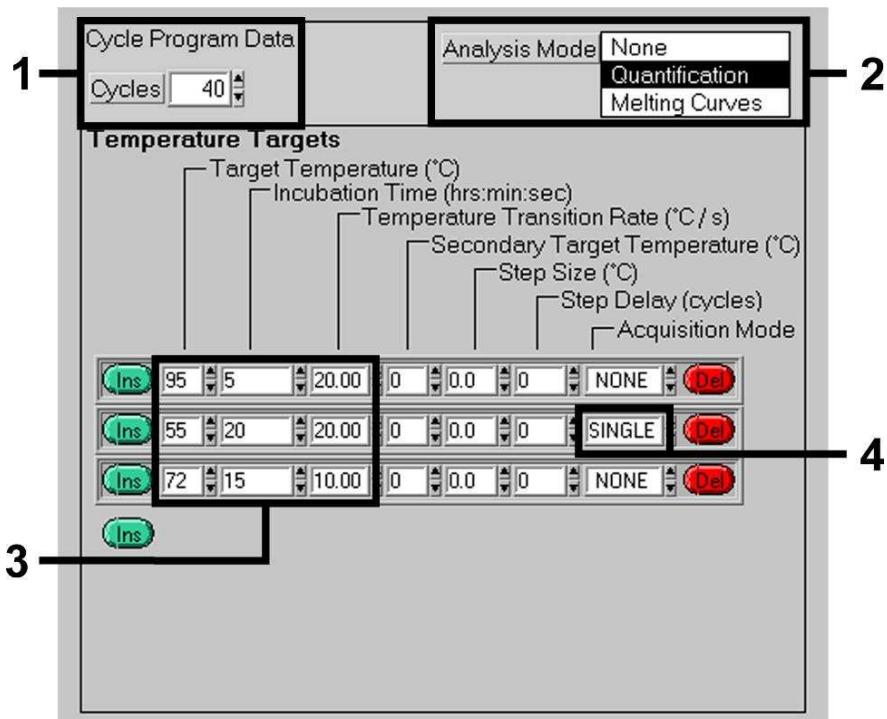 1
Cycle Program Data
Cycles 40
Analysis Mode None
Quantification
Melting Curves
2
Temperature Targets
Target Temperature (°C)
Incubation Time (hrs:min:sec)
Temperature Transition Rate (°C / s)
Secondary Target Temperature (°C)
Step Size (°C)
Step Delay (cycles)
Acquisition Mode
Ins 95 5 20.00 0 0.0 0 NONE Del
Ins 55 20 20.00 0 0.0 0 SINGLE Del
4
Ins 72 15 10.00 0 0.0 0 NONE Del
Ins
3